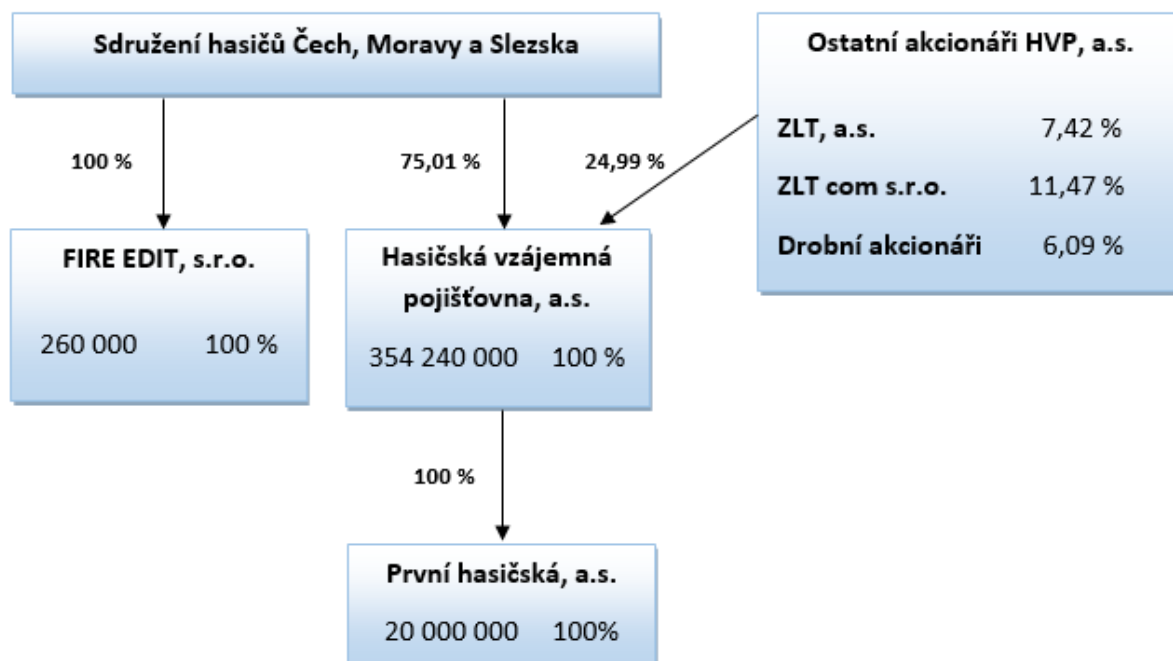 Sdružení hasičů Čech, Moravy a Slezska
Ostatní akcionáři HVP, a.s.
ZLT, a.s. 7,42 %
ZLT com s.r.o. 11,47 %
Drobní akcionáři 6,09 %
100 %
75,01 %
24,99 %
FIRE EDIT, s.r.o.
260 000 100 %
Hasičská vzájemná
pojišťovna, a.s.
354 240 000 100 %
100 %
První hasičská, a.s.
20 000 000 100%